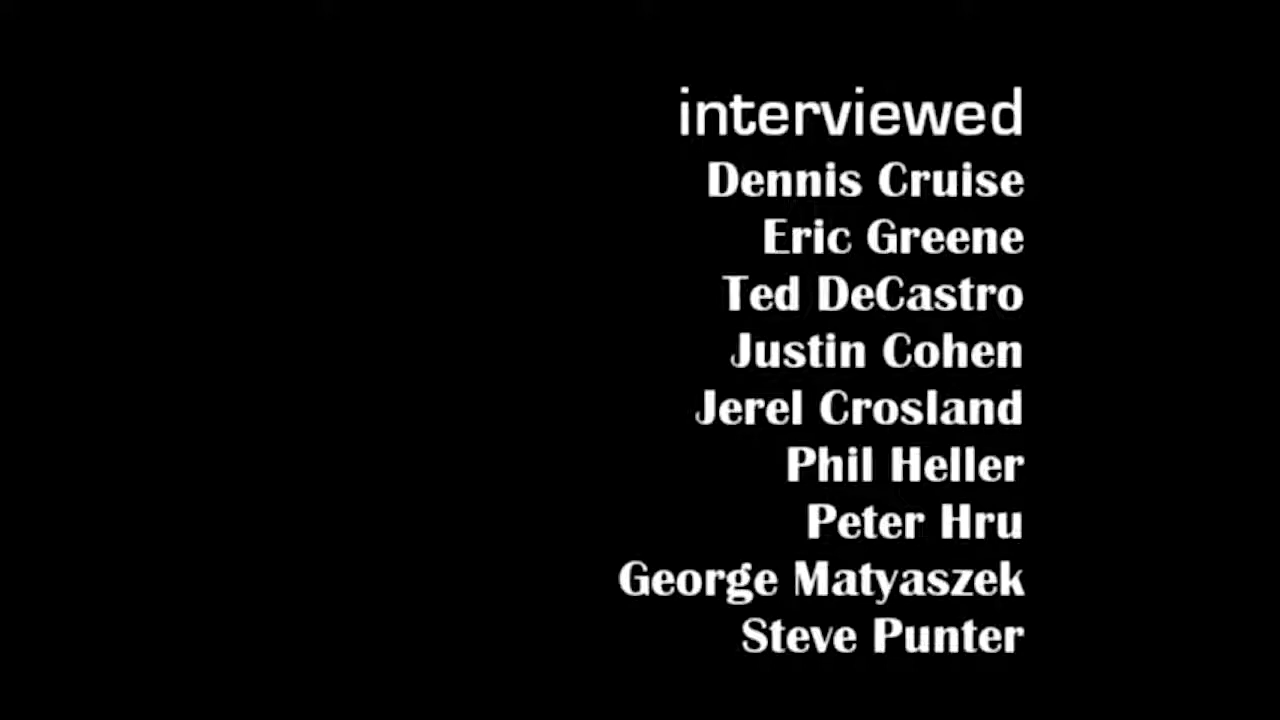 interviewed
Dennis Cruise
Eric Greene
Ted DeCastro
Justin Cohen
Jerel Crosland
Phil Heller
Peter Hru
George Matyaszek
Steve Punter